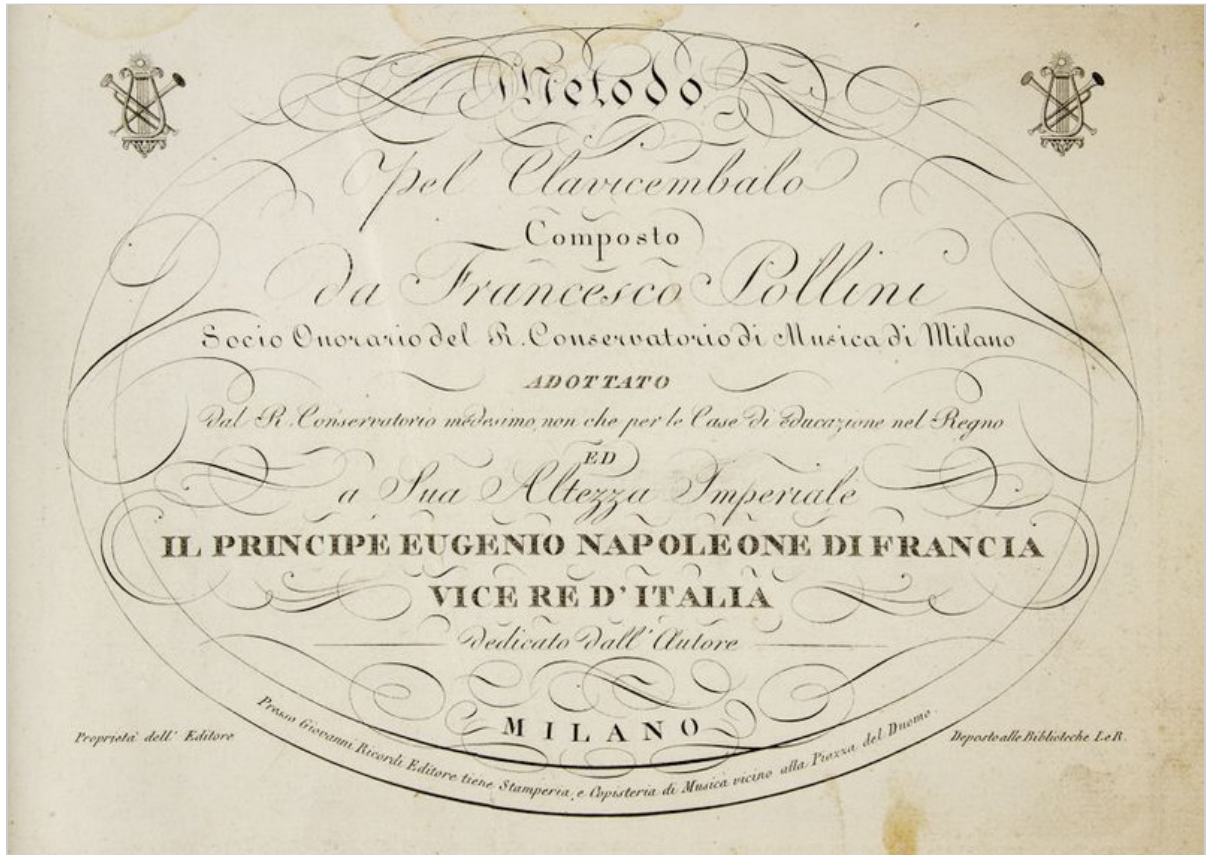 Metodo
Pel Clavicembalo
Composto
da Francesco Pollini
Socio Onorario del R. Conservatorio di Musica di Milano
ADOTTATO
dal R. Conservatorio medesimo, non che per le Case di educazione nel Regno
ED
a Sua Altezza Imperiale
IL PRINCIPE EUGENIO NAPOLEONE DI FRANCIA
VICE RE D'ITALIA
dedicato dall'Autore
MILANO
Proprietà dell'Editore
Presso Giovanni Ricordi Editore tiene Stamperia, e Copisteria di Musica vicino alla Piazza del Duomo.
Deposto alle Biblioteche I. e R.